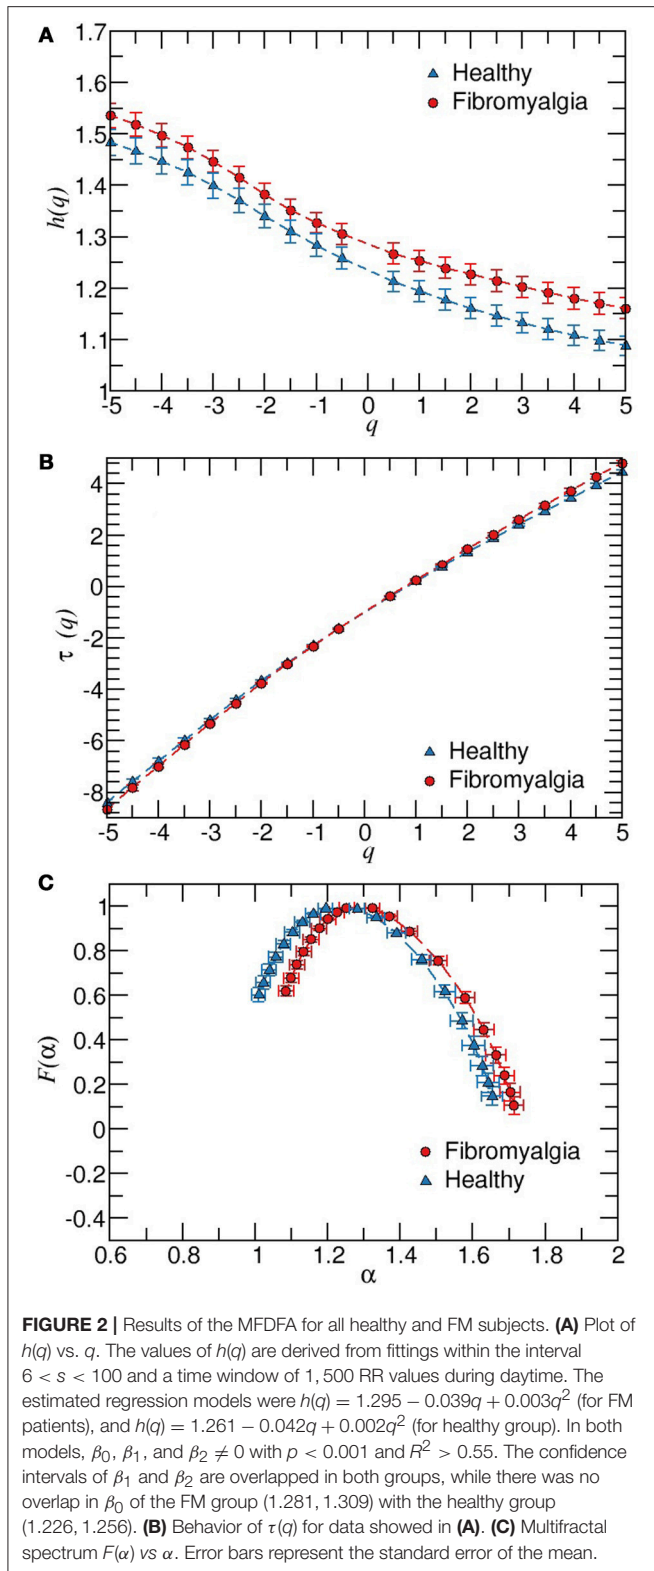 A
1.7
1.6
1.5
1.4
1.3
1.2
1.1
1
h(q)
Healthy
Fibromyalgia
-5 -4 -3 -2 -1 0 1 2 3 4 5
q
B
4
2
0
-2
-4
-6
-8
τ (q)
Healthy
Fibromyalgia
-5 -4 -3 -2 -1 0 1 2 3 4 5
q
C
1
0.8
0.6
0.4
0.2
0
-0.2
-0.4
F(α)
Fibromyalgia
Healthy
0.6 0.8 1 1.2 1.4 1.6 1.8 2
α
FIGURE 2 | Results of the MFDFA for all healthy and FM subjects. (A) Plot of
h(q) vs. q. The values of h(q) are derived from fittings within the interval
6 < s < 100 and a time window of 1, 500 RR values during daytime. The
estimated regression models were h(q) = 1.295 − 0.039q + 0.003q² (for FM
patients), and h(q) = 1.261 − 0.042q + 0.002q² (for healthy group). In both
models, β₀, β₁, and β₂ ≠ 0 with p < 0.001 and R² > 0.55. The confidence
intervals of β₁ and β₂ are overlapped in both groups, while there was no
overlap in β₀ of the FM group (1.281, 1.309) with the healthy group
(1.226, 1.256). (B) Behavior of τ(q) for data showed in (A). (C) Multifractal
spectrum F(α) vs α. Error bars represent the standard error of the mean.